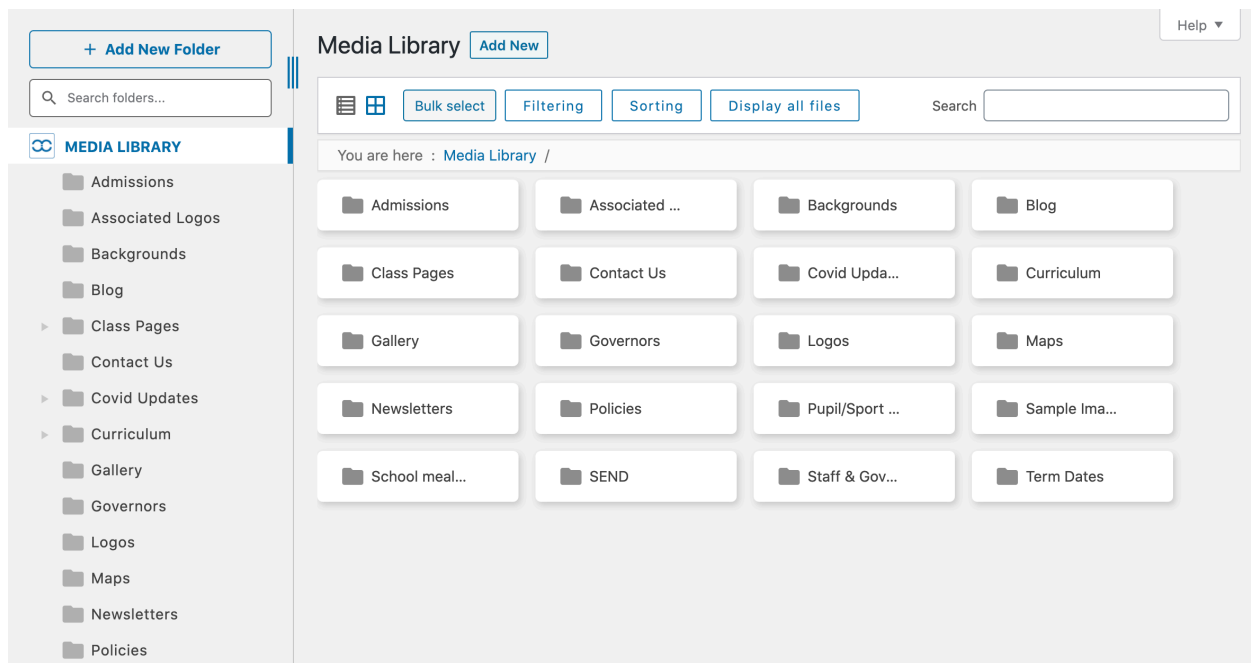 + Add New Folder
Search folders...
MEDIA LIBRARY
Admissions
Associated Logos
Backgrounds
Blog
Class Pages
Contact Us
Covid Updates
Curriculum
Gallery
Governors
Logos
Maps
Newsletters
Policies
Help
Media Library Add New
Bulk select Filtering Sorting Display all files Search
You are here : Media Library /
Admissions Associated ... Backgrounds Blog
Class Pages Contact Us Covid Upda... Curriculum
Gallery Governors Logos Maps
Newsletters Policies Pupil/Sport ... Sample Ima...
School meal... SEND Staff & Gov... Term Dates